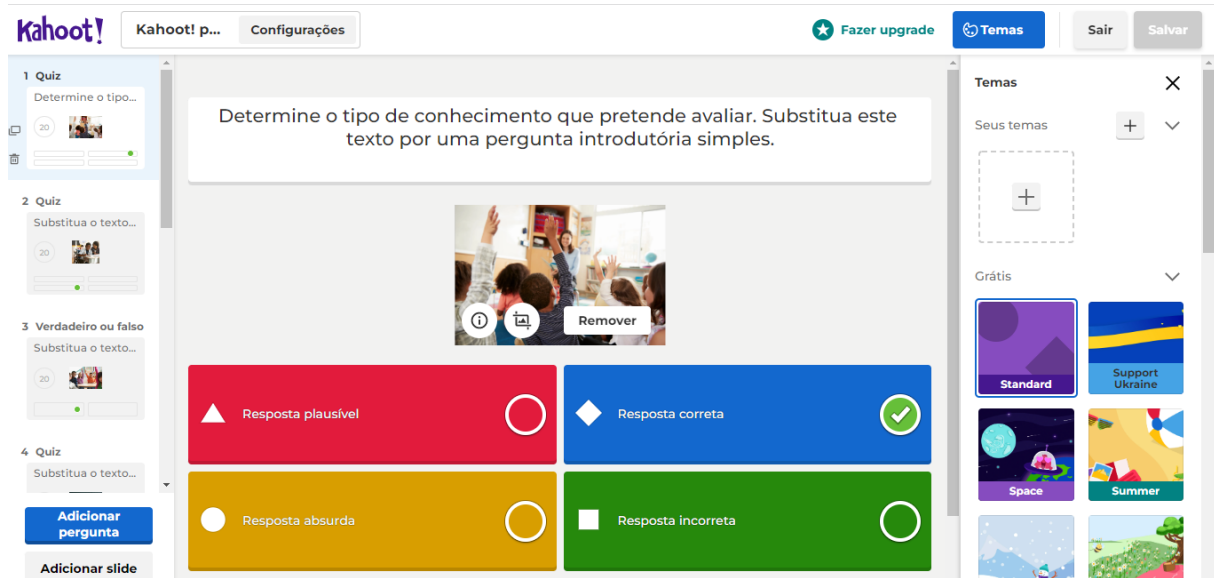 Kahoot!
Kahoot! p...
Configurações
Fazer upgrade
Temas
Sair
Salvar
1 Quiz
Determine o tipo...
20
2 Quiz
Substitua o texto...
20
3 Verdadeiro ou falso
Substitua o texto...
20
4 Quiz
Substitua o texto...
Adicionar
pergunta
Adicionar slide
Determine o tipo de conhecimento que pretende avaliar. Substitua este
texto por uma pergunta introdutória simples.
Remover
Resposta plausível
Resposta correta
Resposta absurda
Resposta incorreta
Temas
Seus temas
Grátis
Standard
Support
Ukraine
Space
Summer